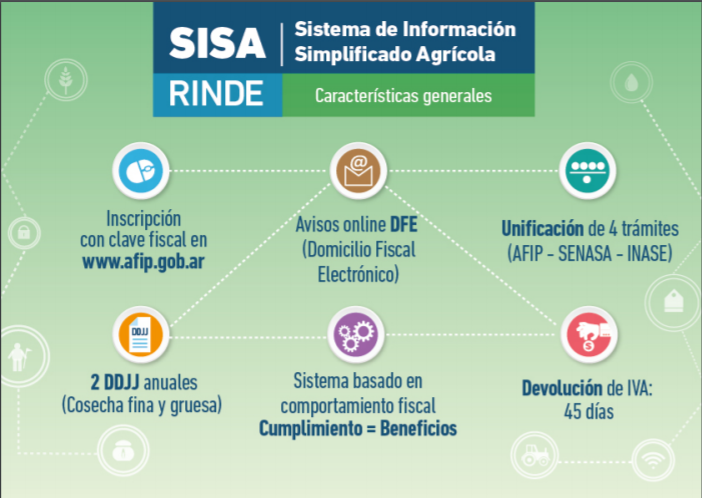 SISA
Sistema de Información
Simplificado Agrícola
RINDE
Características generales
Inscripción
con clave fiscal en
www.afip.gob.ar
@
Avisos online DFE
(Domicilio Fiscal
Electrónico)
Unificación de 4 trámites
(AFIP - SENASA - INASE)
DDJJ
2 DDJJ anuales
(Cosecha fina y gruesa)
Sistema basado en
comportamiento fiscal
Cumplimiento = Beneficios
$
Devolución de IVA:
45 días